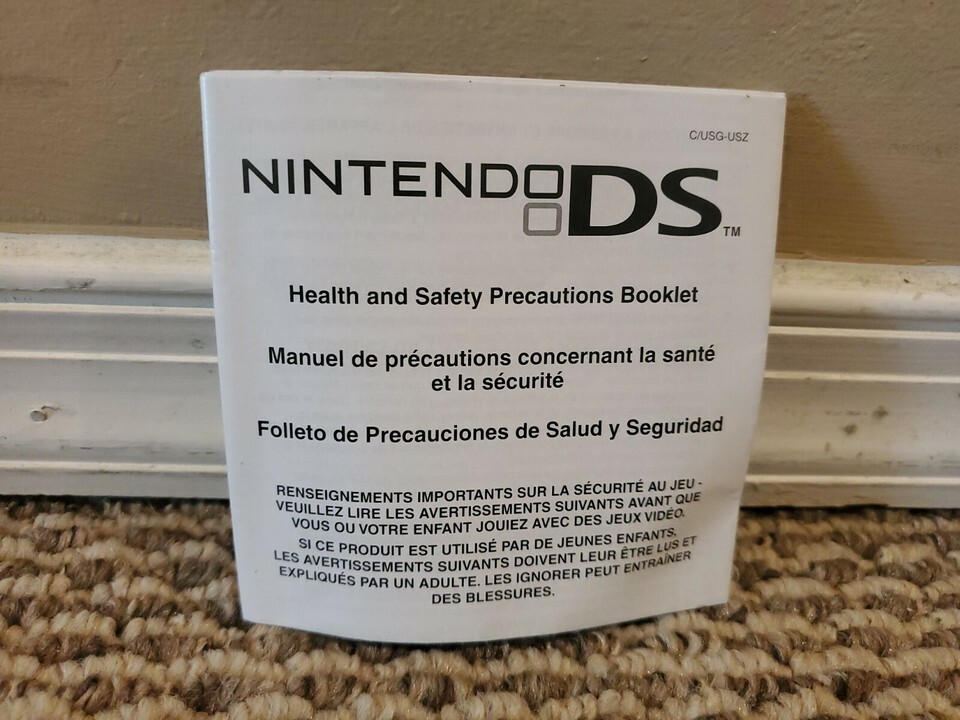 C/USG-USZ
NINTENDO DS™
Health and Safety Precautions Booklet
Manuel de précautions concernant la santé
et la sécurité
Folleto de Precauciones de Salud y Seguridad
RENSEIGNEMENTS IMPORTANTS SUR LA SÉCURITÉ AU JEU -
VEUILLEZ LIRE LES AVERTISSEMENTS SUIVANTS AVANT QUE
VOUS OU VOTRE ENFANT JOUIEZ AVEC DES JEUX VIDÉO.
SI CE PRODUIT EST UTILISÉ PAR DE JEUNES ENFANTS,
LES AVERTISSEMENTS SUIVANTS DOIVENT LEUR ÊTRE LUS ET
EXPLIQUÉS PAR UN ADULTE. LES IGNORER PEUT ENTRAÎNER
DES BLESSURES.